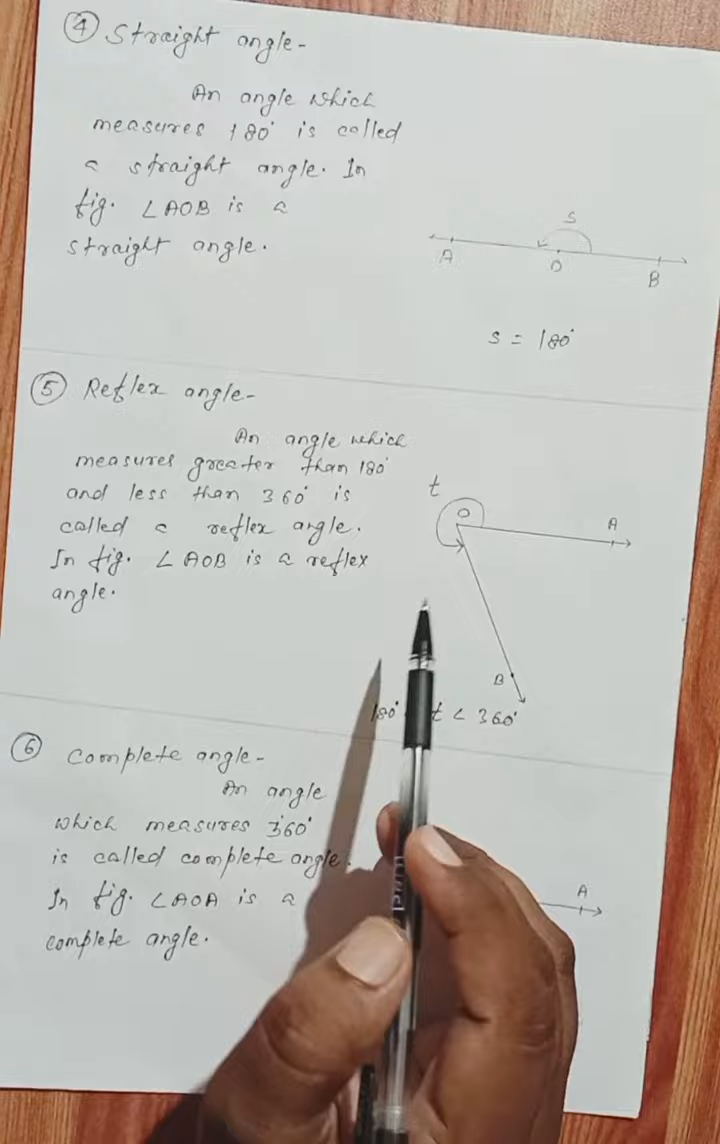 ④ Straight angle-
An angle which
measures 180° is called
a straight angle. In
fig. ∠AOB is a
straight angle.
S
A O B
S = 180°
⑤ Reflex angle-
An angle which
measures greater than 180°
and less than 360° is
called a reflex angle.
In fig. ∠AOB is a reflex
angle.
t
O A
B
180° t < 360°
⑥ Complete angle-
An angle
which measures 360°
is called complete angle.
In fig. ∠AOA is a
complete angle.
A